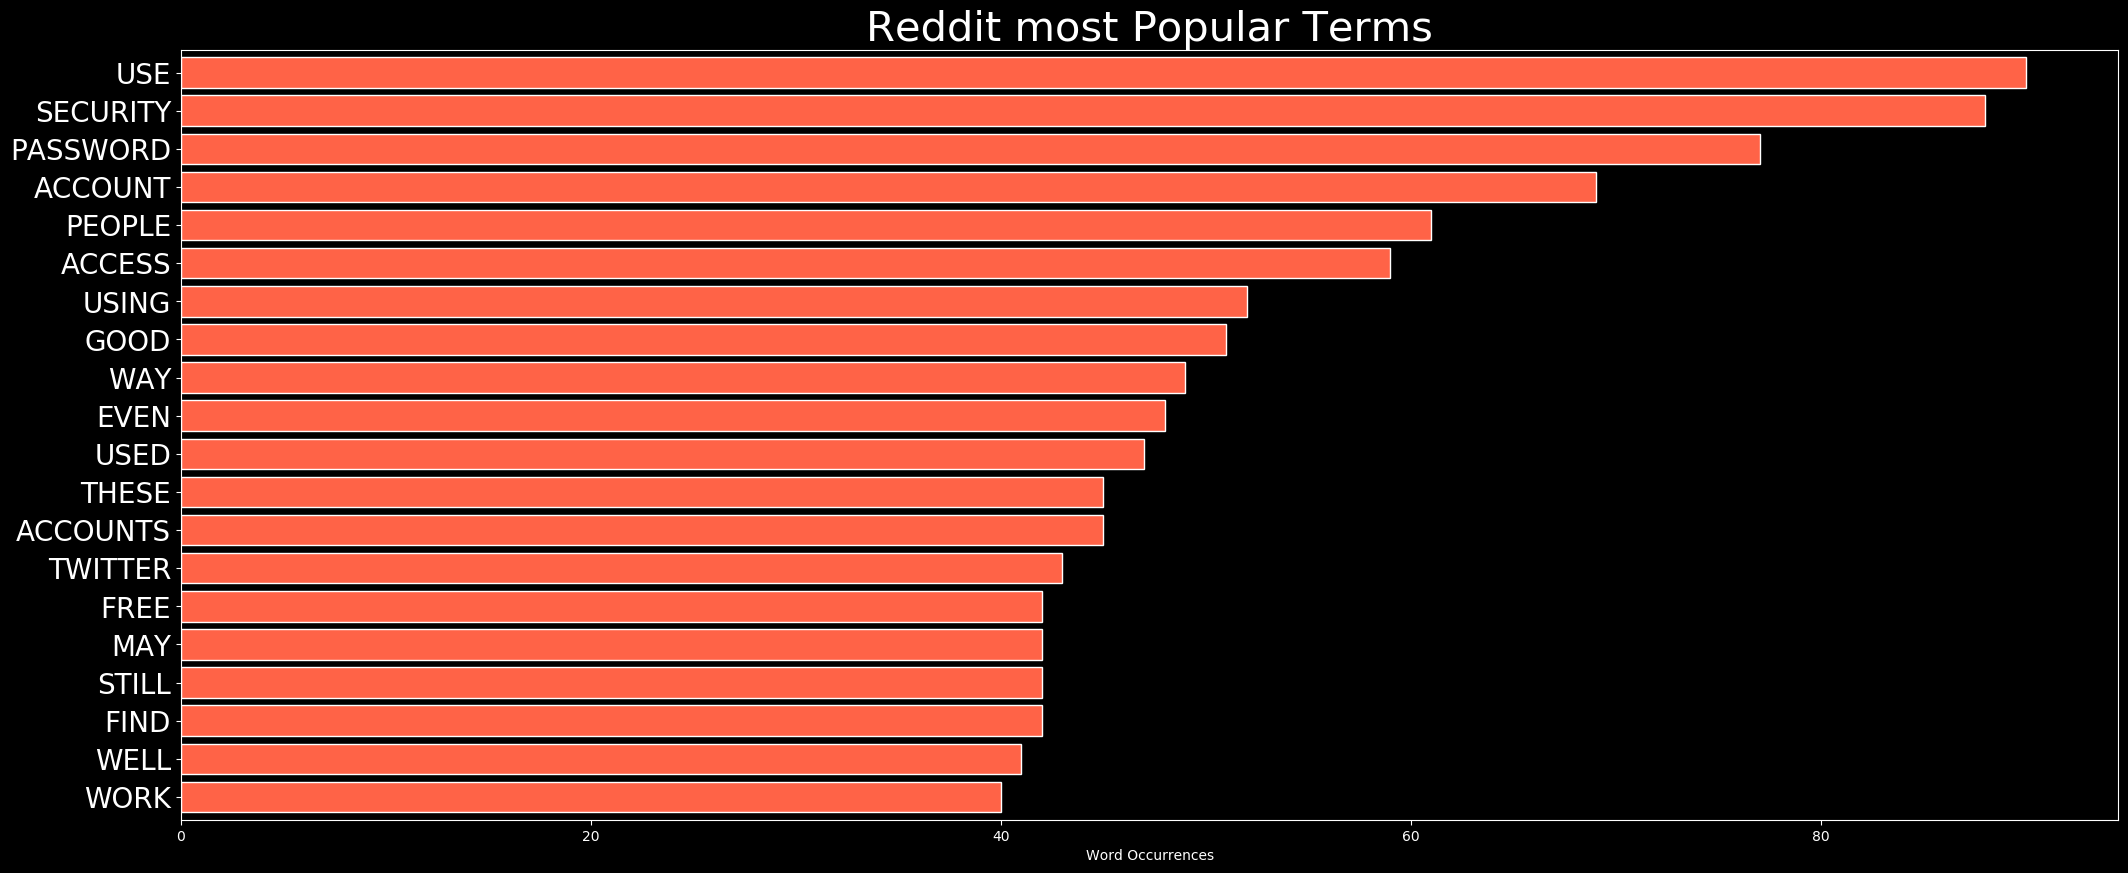 Reddit most Popular Terms
USE
SECURITY
PASSWORD
ACCOUNT
PEOPLE
ACCESS
USING
GOOD
WAY
EVEN
USED
THESE
ACCOUNTS
TWITTER
FREE
MAY
STILL
FIND
WELL
WORK
0 20 40 60 80
Word Occurrences